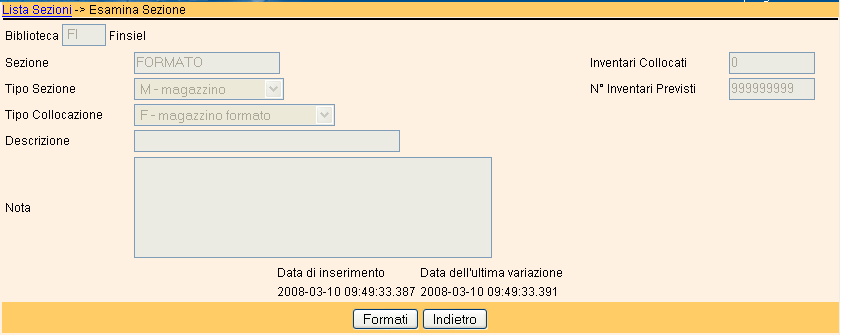 Lista Sezioni -> Esamina Sezione
Biblioteca FI Finsiel
Sezione FORMATO Inventari Collocati 0
Tipo Sezione M - magazzino N° Inventari Previsti 999999999
Tipo Collocazione F - magazzino formato
Descrizione
Nota
Data di inserimento Data dell'ultima variazione
2008-03-10 09:49:33.387 2008-03-10 09:49:33.391
Formati Indietro